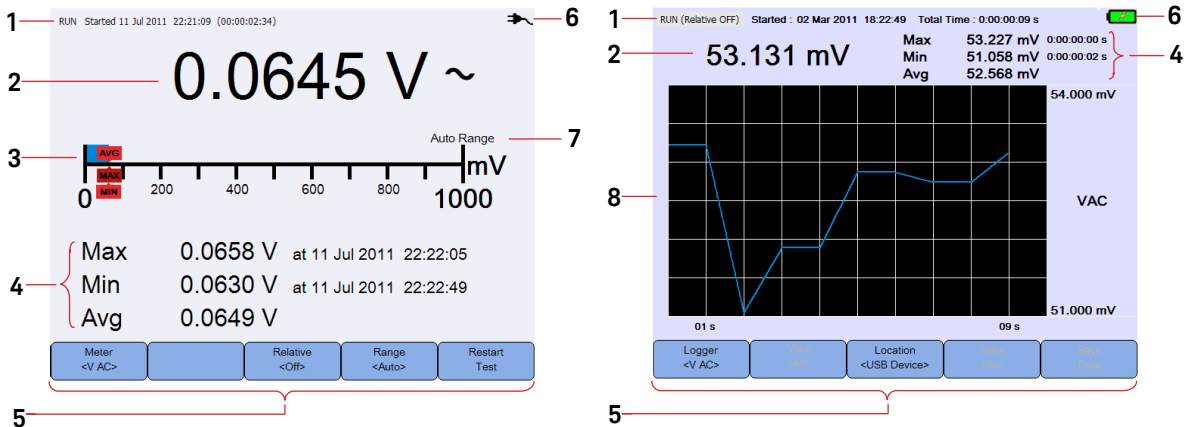 1 RUN Started 11 Jul 2011 22:21:09 (00:00:02:34) 6
2 0.0645 V ~
Auto Range 7
3 AVG
MAX
MIN
mV
200 400 600 800
0 1000
4
Max 0.0658 V at 11 Jul 2011 22:22:05
Min 0.0630 V at 11 Jul 2011 22:22:49
Avg 0.0649 V
Meter
<V AC>
Relative
<Off>
Range
<Auto>
Restart
Test
5
1 RUN (Relative OFF) Started : 02 Mar 2011 18:22:49 Total Time : 0:00:00:09 s 6
2 53.131 mV
Max 53.227 mV 0:00:00:00 s
Min 51.058 mV 0:00:00:02 s
Avg 52.568 mV
4
54.000 mV
8
VAC
51.000 mV
01 s 09 s
Logger
<V AC>
Location
<USB Device>
5